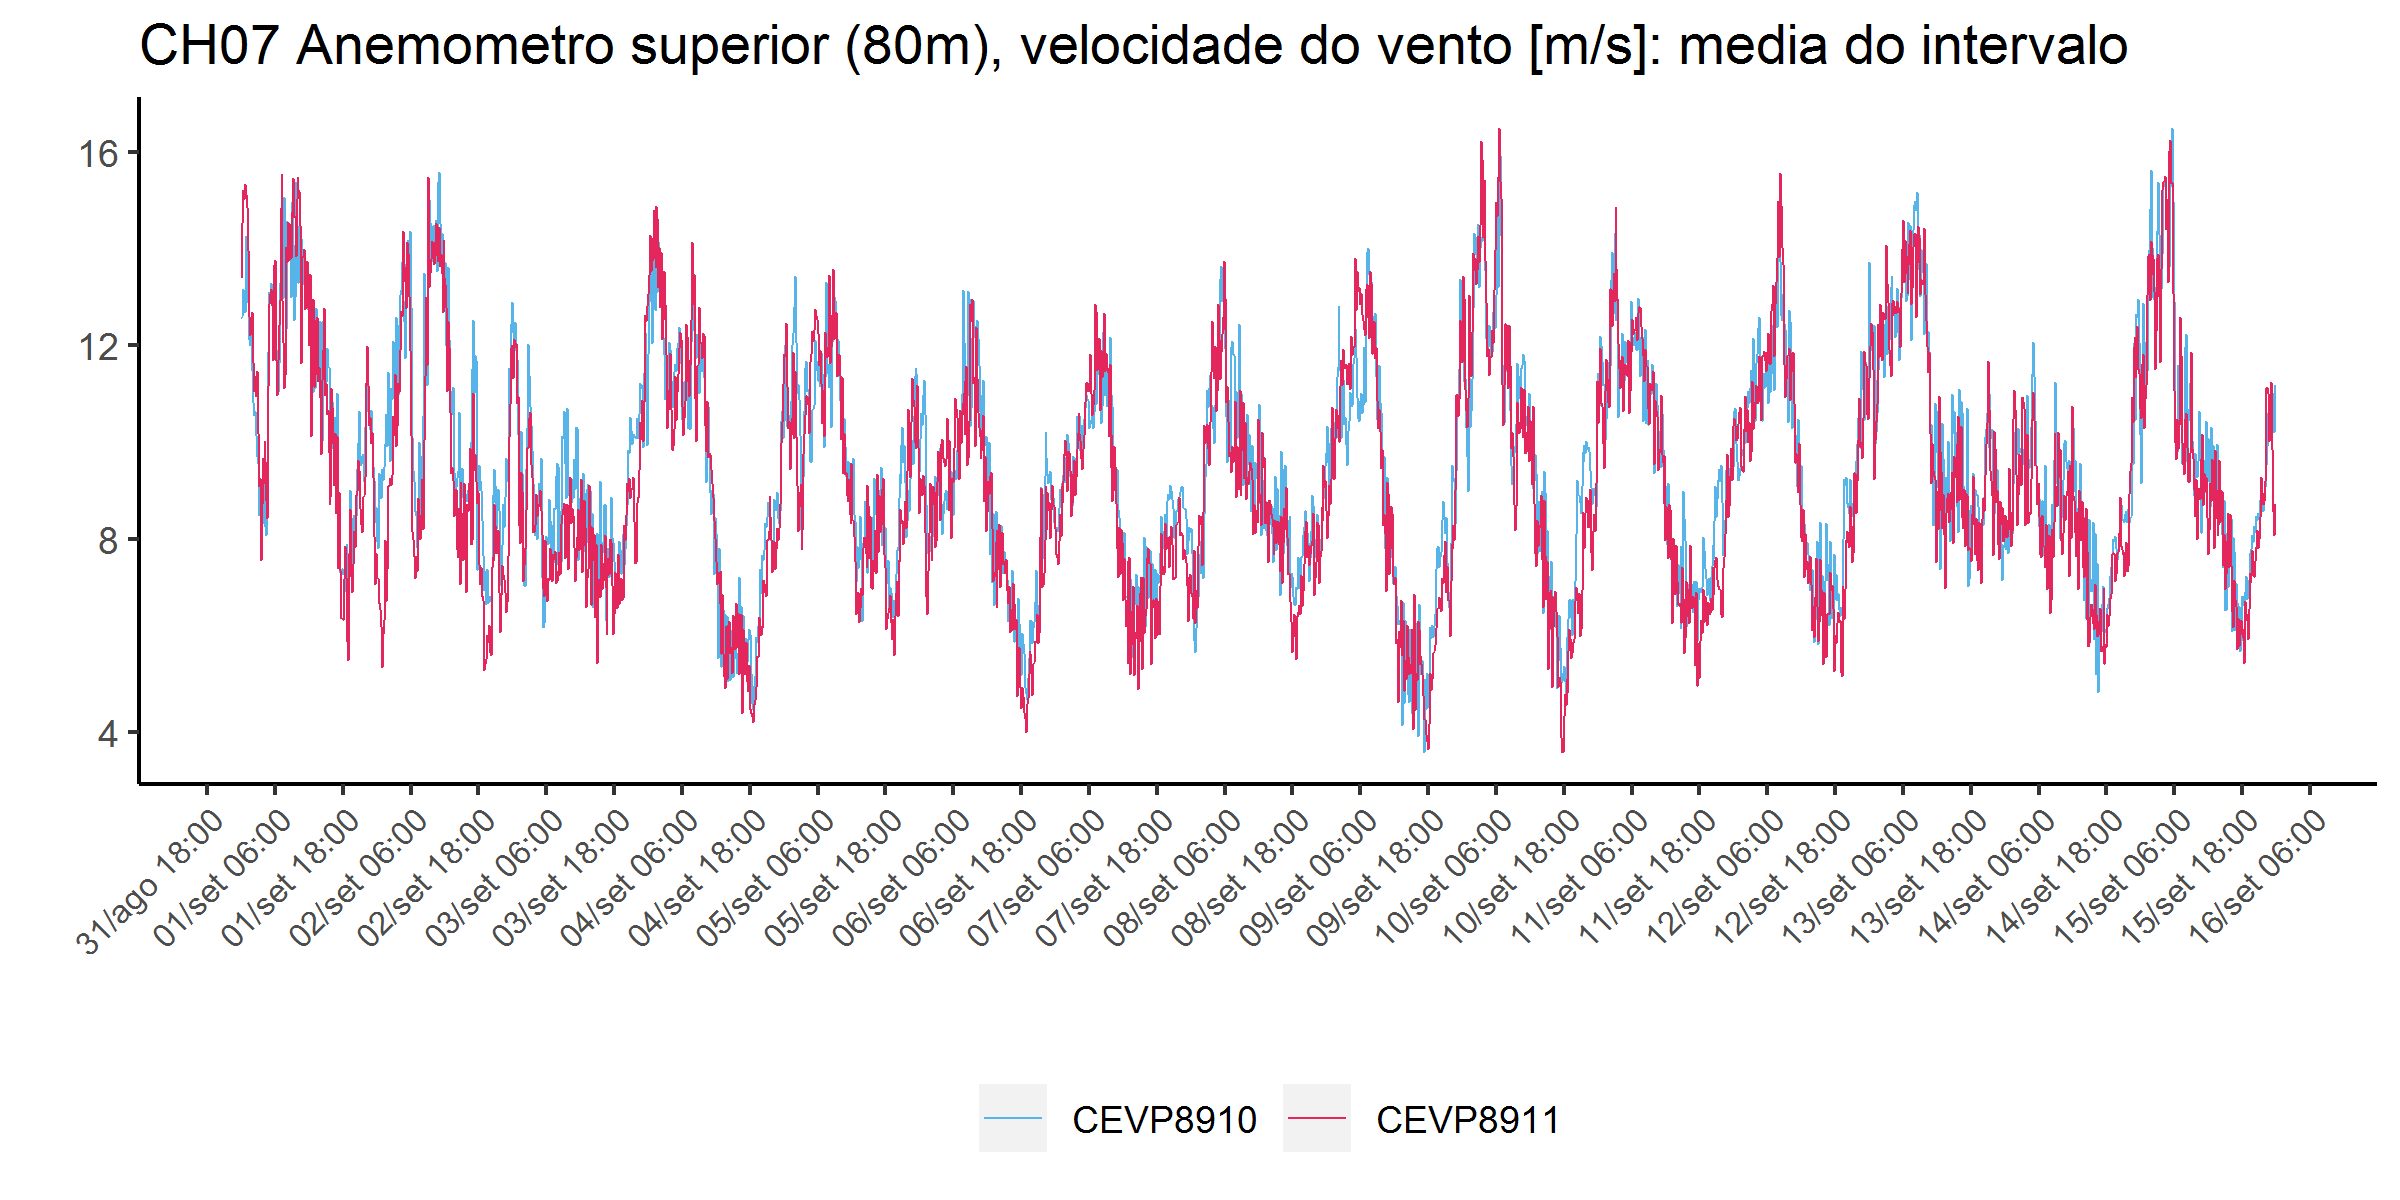 CH07 Anemometro superior (80m), velocidade do vento [m/s]: media do intervalo
16
12
8
4
31/ago 18:00
01/set 06:00
01/set 18:00
02/set 06:00
02/set 18:00
03/set 06:00
03/set 18:00
04/set 06:00
04/set 18:00
05/set 06:00
05/set 18:00
06/set 06:00
06/set 18:00
07/set 06:00
07/set 18:00
08/set 06:00
08/set 18:00
09/set 06:00
09/set 18:00
10/set 06:00
10/set 18:00
11/set 06:00
11/set 18:00
12/set 06:00
12/set 18:00
13/set 06:00
13/set 18:00
14/set 06:00
14/set 18:00
15/set 06:00
15/set 18:00
16/set 06:00
CEVP8910
CEVP8911